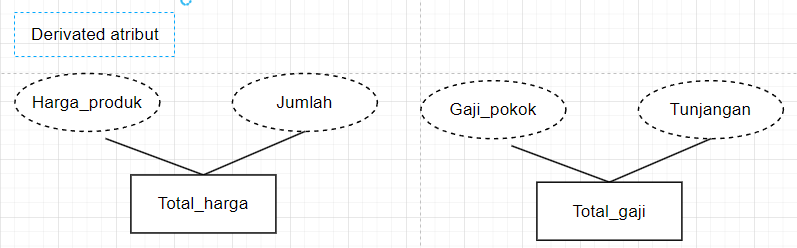 Derivated atribut
Harga_produk
Jumlah
Total_harga
Gaji_pokok
Tunjangan
Total_gaji